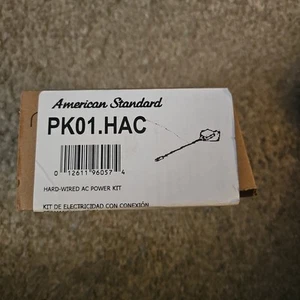 American Standard
PK01.HAC
0 12611 96057 4
HARD-WIRED AC POWER KIT
KIT DE ELECTRICIDAD CON CONEXIÓN